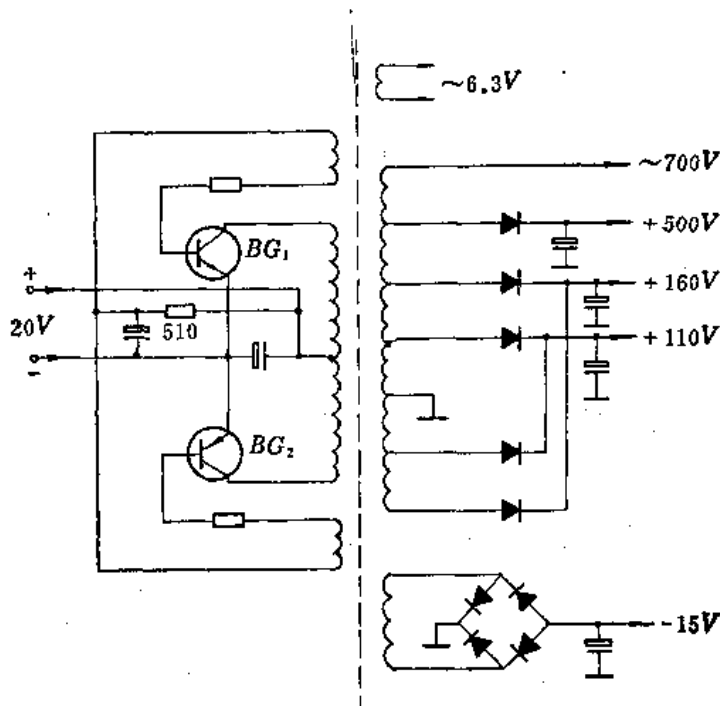 ~6.3V
~700V
+500V
+160V
+110V
BG₁
+
20V
510
-
BG₂
-15V